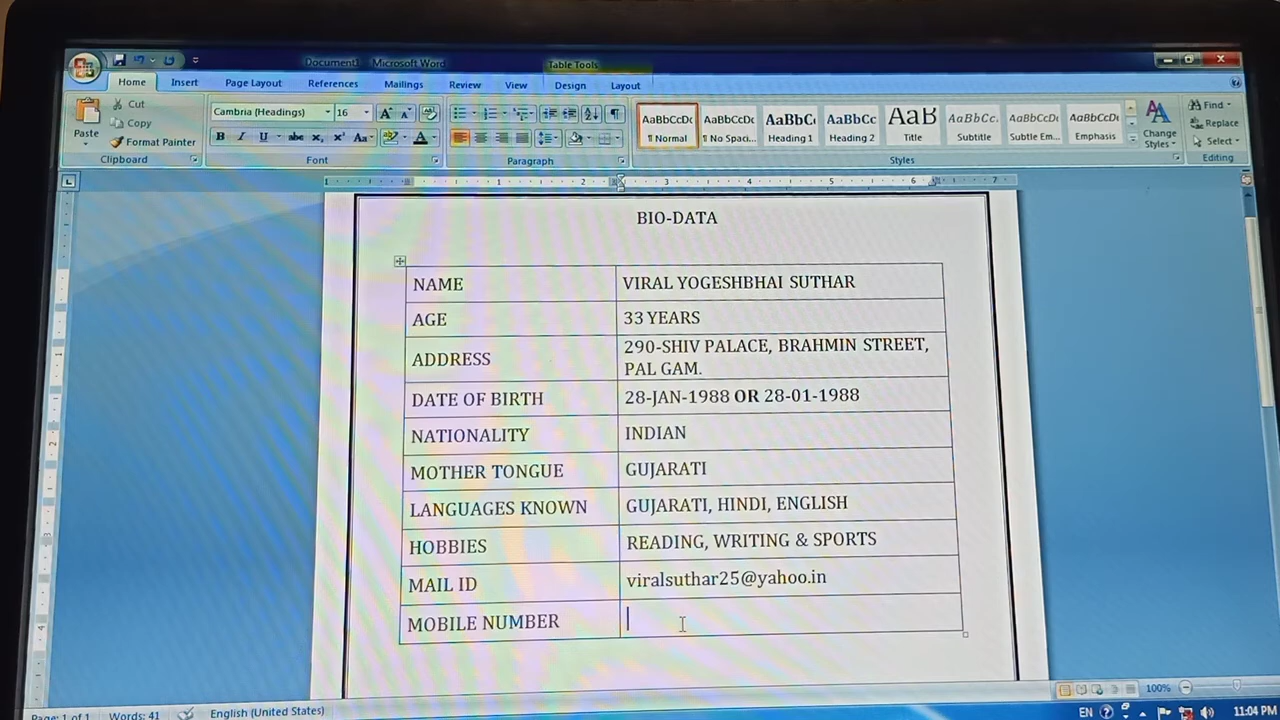 Document1 Microsoft Word
Table Tools
Home Insert Page Layout References Mailings Review View Design Layout
Paste
Cut
Copy
Format Painter
Clipboard
Cambria (Headings) 16
Font
Paragraph
AaBbCcDc AaBbCcDc AaBbC AaBbCc AaB AaBbCc. AaBbCcDc AaBbCcDc
¶ Normal ¶ No Spaci... Heading 1 Heading 2 Title Subtitle Subtle Em... Emphasis
Styles
Change Styles
Find
Replace
Select
Editing
BIO-DATA
NAME VIRAL YOGESHBHAI SUTHAR
AGE 33 YEARS
ADDRESS 290-SHIV PALACE, BRAHMIN STREET,
PAL GAM.
DATE OF BIRTH 28-JAN-1988 OR 28-01-1988
NATIONALITY INDIAN
MOTHER TONGUE GUJARATI
LANGUAGES KNOWN GUJARATI, HINDI, ENGLISH
HOBBIES READING, WRITING & SPORTS
MAIL ID viralsuthar25@yahoo.in
MOBILE NUMBER
Page: 1 of 1 Words: 41 English (United States) 100%
EN 11:04 PM